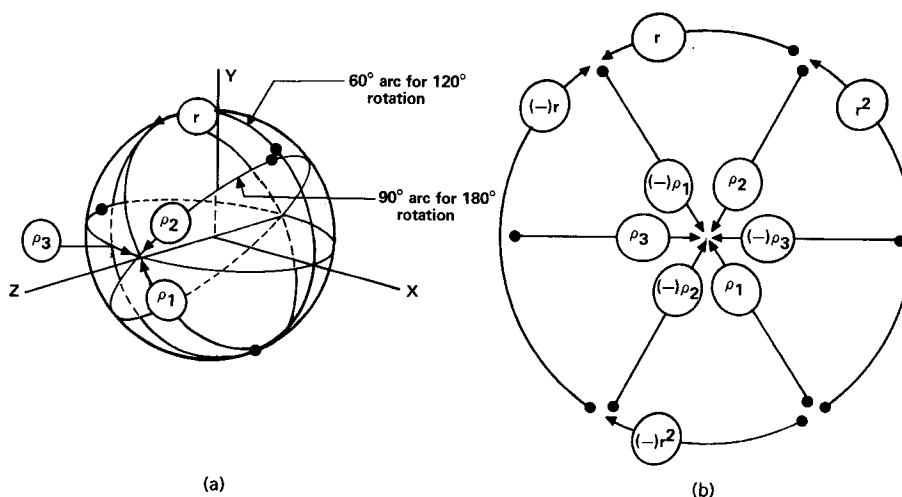 Y
60° arc for 120°
rotation
r
90° arc for 180°
rotation
ρ2
ρ3
Z
X
ρ1
(a)
r
(—)r
r²
(—)ρ1
ρ2
ρ3
(—)ρ3
(—)ρ2
ρ1
(—)r²
(b)